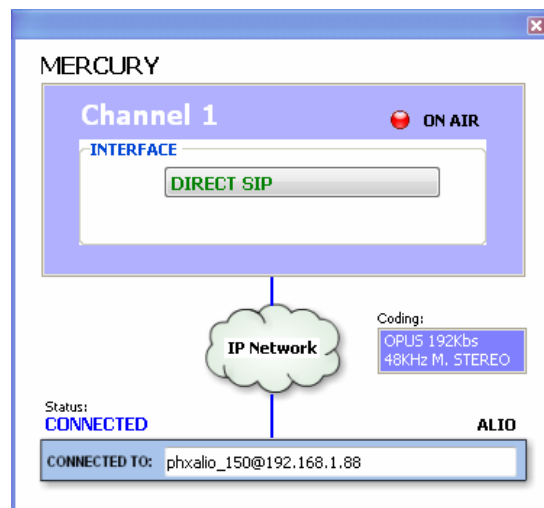 MERCURY
Channel 1
ON AIR
INTERFACE
DIRECT SIP
IP Network
Coding:
OPUS 192Kbs
48KHz M. STEREO
Status:
CONNECTED
ALIO
CONNECTED TO: phxalio_150@192.168.1.88